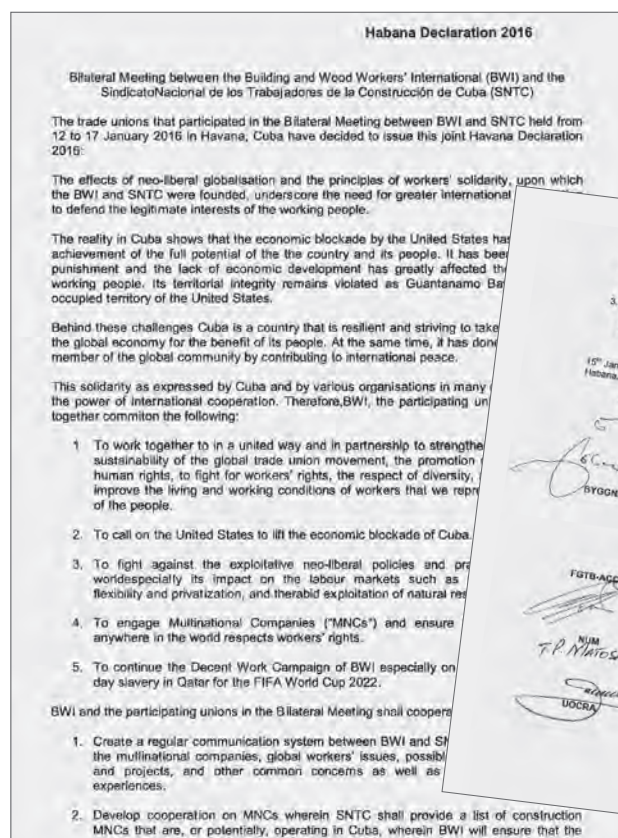 Habana Declaration 2016
Bilateral Meeting between the Building and Wood Workers' International (BWI) and the
SindicatoNacional de los Trabajadores de la Construcción de Cuba (SNTC)
The trade unions that participated in the Bilateral Meeting between BWI and SNTC held from
12 to 17 January 2016 in Havana, Cuba have decided to issue this joint Havana Declaration
2016:
The effects of neo-liberal globalisation and the principles of workers' solidarity, upon which
the BWI and SNTC were founded, underscore the need for greater international
to defend the legitimate interests of the working people.
The reality in Cuba shows that the economic blockade by the United States has
achievement of the full potential of the the country and its people. It has been
punishment and the lack of economic development has greatly affected the
working people. Its territorial integrity remains violated as Guantanamo Ba
occupied territory of the United States.
Behind these challenges Cuba is a country that is resilient and striving to take
the global economy for the benefit of its people. At the same time, it has done
member of the global community by contributing to international peace.
This solidarity as expressed by Cuba and by various organisations in many
the power of international cooperation. Therefore,BWI, the participating un
together commiton the following:
1 To work together to in a united way and in partnership to strengthe
sustainability of the global trade union movement, the promotion
human rights, to fight for workers' rights, the respect of diversity,
improve the living and working conditions of workers that we repr
of the people.
2. To call on the United States to lift the economic blockade of Cuba.
3. To fight against the exploitative neo-liberal policies and pra
worldespecially its impact on the labour markets such as
flexibility and privatization, and therabid exploitation of natural res
4. To engage Multinational Companies ("MNCs") and ensure
anywhere in the world respects workers' rights.
5. To continue the Decent Work Campaign of BWI especially on
day slavery in Qatar for the FIFA World Cup 2022.
BWI and the participating unions in the Bilateral Meeting shall coopera
1. Create a regular communication system between BWI and SN
the multinational companies, global workers' issues, possibl
and projects, and other common concerns as well as
experiences.
2. Develop cooperation on MNCs wherein SNTC shall provide a list of construction
MNCs that are, or potentially, operating in Cuba, wherein BWI will ensure that the
3.
15th Jan
Habana,
BYGGN
FGTB-ACC
NUM
T.P. MATOS
UOCRA